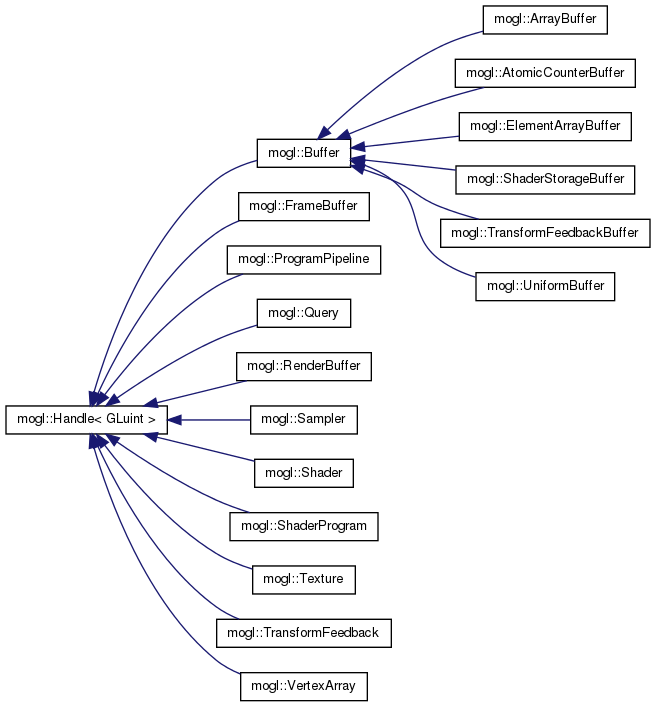 mogl::ArrayBuffer
mogl::AtomicCounterBuffer
mogl::ElementArrayBuffer
mogl::Buffer
mogl::ShaderStorageBuffer
mogl::FrameBuffer
mogl::TransformFeedbackBuffer
mogl::ProgramPipeline
mogl::UniformBuffer
mogl::Query
mogl::RenderBuffer
mogl::Handle< GLuint >
mogl::Sampler
mogl::Shader
mogl::ShaderProgram
mogl::Texture
mogl::TransformFeedback
mogl::VertexArray